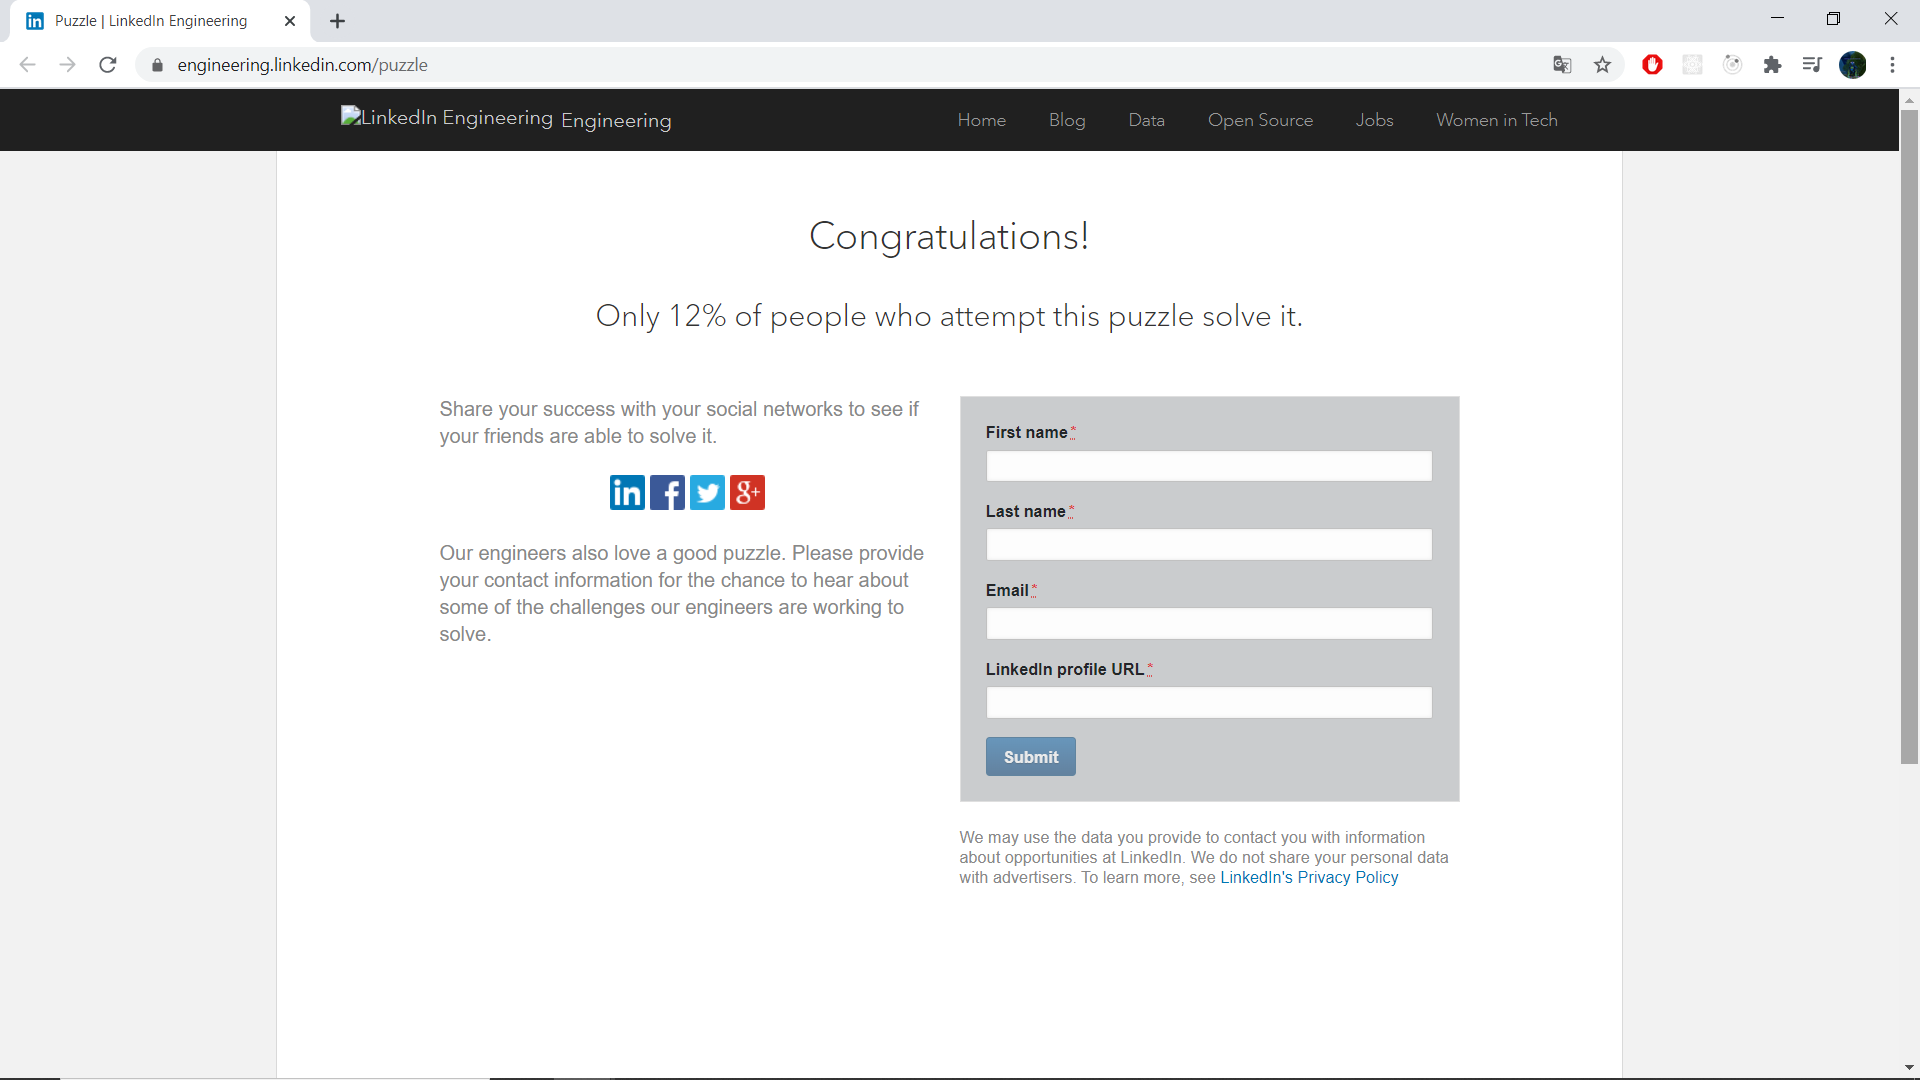 Puzzle | LinkedIn Engineering
engineering.linkedin.com/puzzle
LinkedIn Engineering Engineering Home Blog Data Open Source Jobs Women in Tech
Congratulations!
Only 12% of people who attempt this puzzle solve it.
Share your success with your social networks to see if
your friends are able to solve it.
in f g+
Our engineers also love a good puzzle. Please provide
your contact information for the chance to hear about
some of the challenges our engineers are working to
solve.
First name*
Last name*
Email*
LinkedIn profile URL*
Submit
We may use the data you provide to contact you with information
about opportunities at LinkedIn. We do not share your personal data
with advertisers. To learn more, see LinkedIn's Privacy Policy